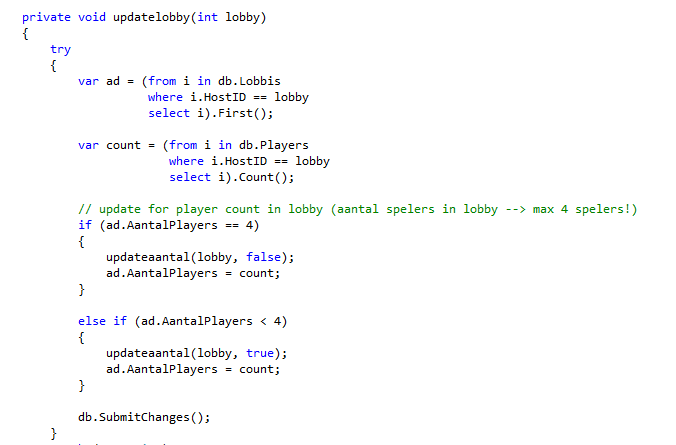 private void updatelobby(int lobby)
{
try
{
var ad = (from i in db.Lobbis
where i.HostID == lobby
select i).First();
var count = (from i in db.Players
where i.HostID == lobby
select i).Count();
// update for player count in lobby (aantal spelers in lobby --> max 4 spelers!)
if (ad.AantalPlayers == 4)
{
updateaantal(lobby, false);
ad.AantalPlayers = count;
}
else if (ad.AantalPlayers < 4)
{
updateaantal(lobby, true);
ad.AantalPlayers = count;
}
db.SubmitChanges();
}